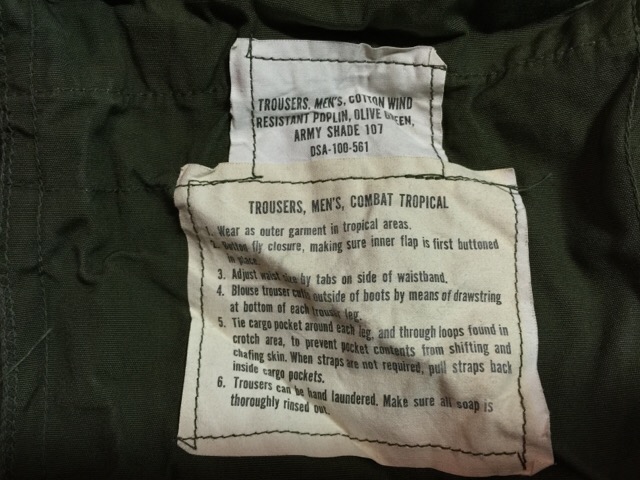 TROUSERS, MEN'S, COTTON WIND
RESISTANT POPLIN, OLIVE GREEN,
ARMY SHADE 107
DSA-100-561
TROUSERS, MEN'S, COMBAT TROPICAL
1. Wear as outer garment in tropical areas.
2. Button fly closure, making sure inner flap is first buttoned
in place.
3. Adjust waist size by tabs on side of waistband.
4. Blouse trouser cuffs outside of boots by means of drawstring
at bottom of each trouser leg.
5. Tie cargo pocket around each leg, and through loops found in
crotch area, to prevent pocket contents from shifting and
chafing skin. When straps are not required, pull straps back
inside cargo pockets.
6. Trousers can be hand laundered. Make sure all soap is
thoroughly rinsed out.